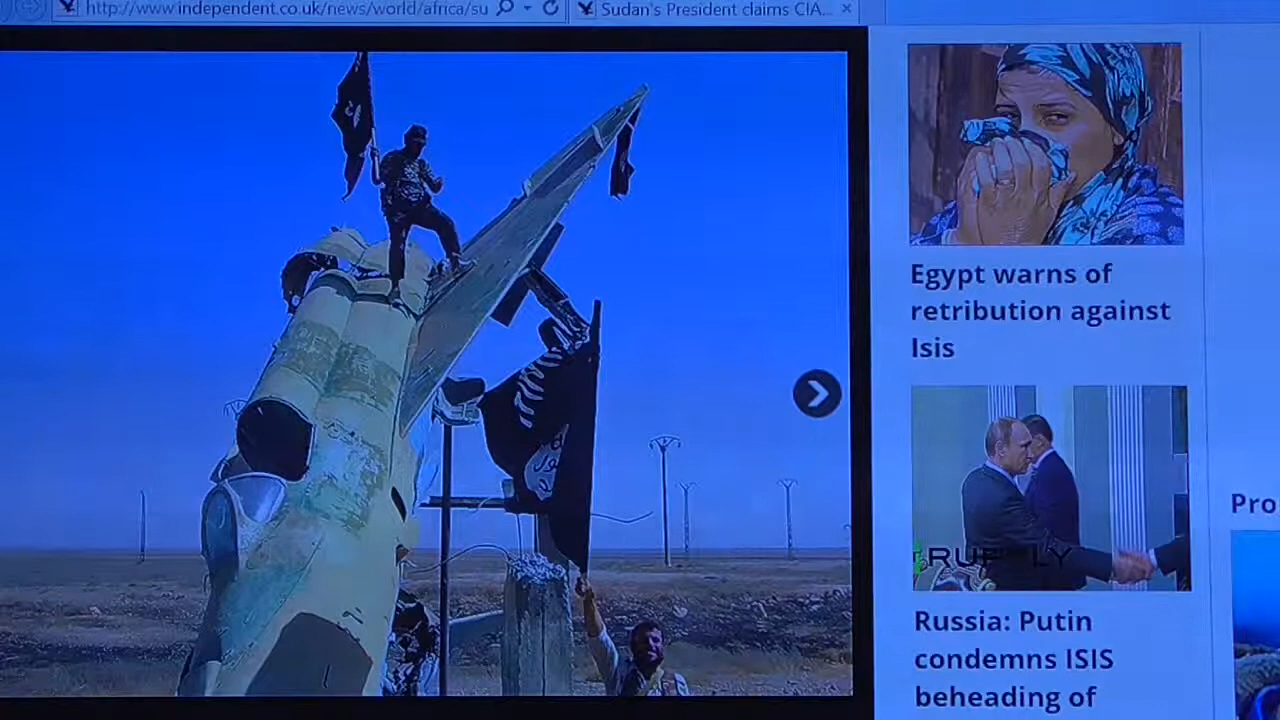 http://www.independent.co.uk/news/world/africa/su
Sudan's President claims CIA...
Egypt warns of
retribution against
Isis
Pro
RUPTLY
Russia: Putin
condemns ISIS
beheading of